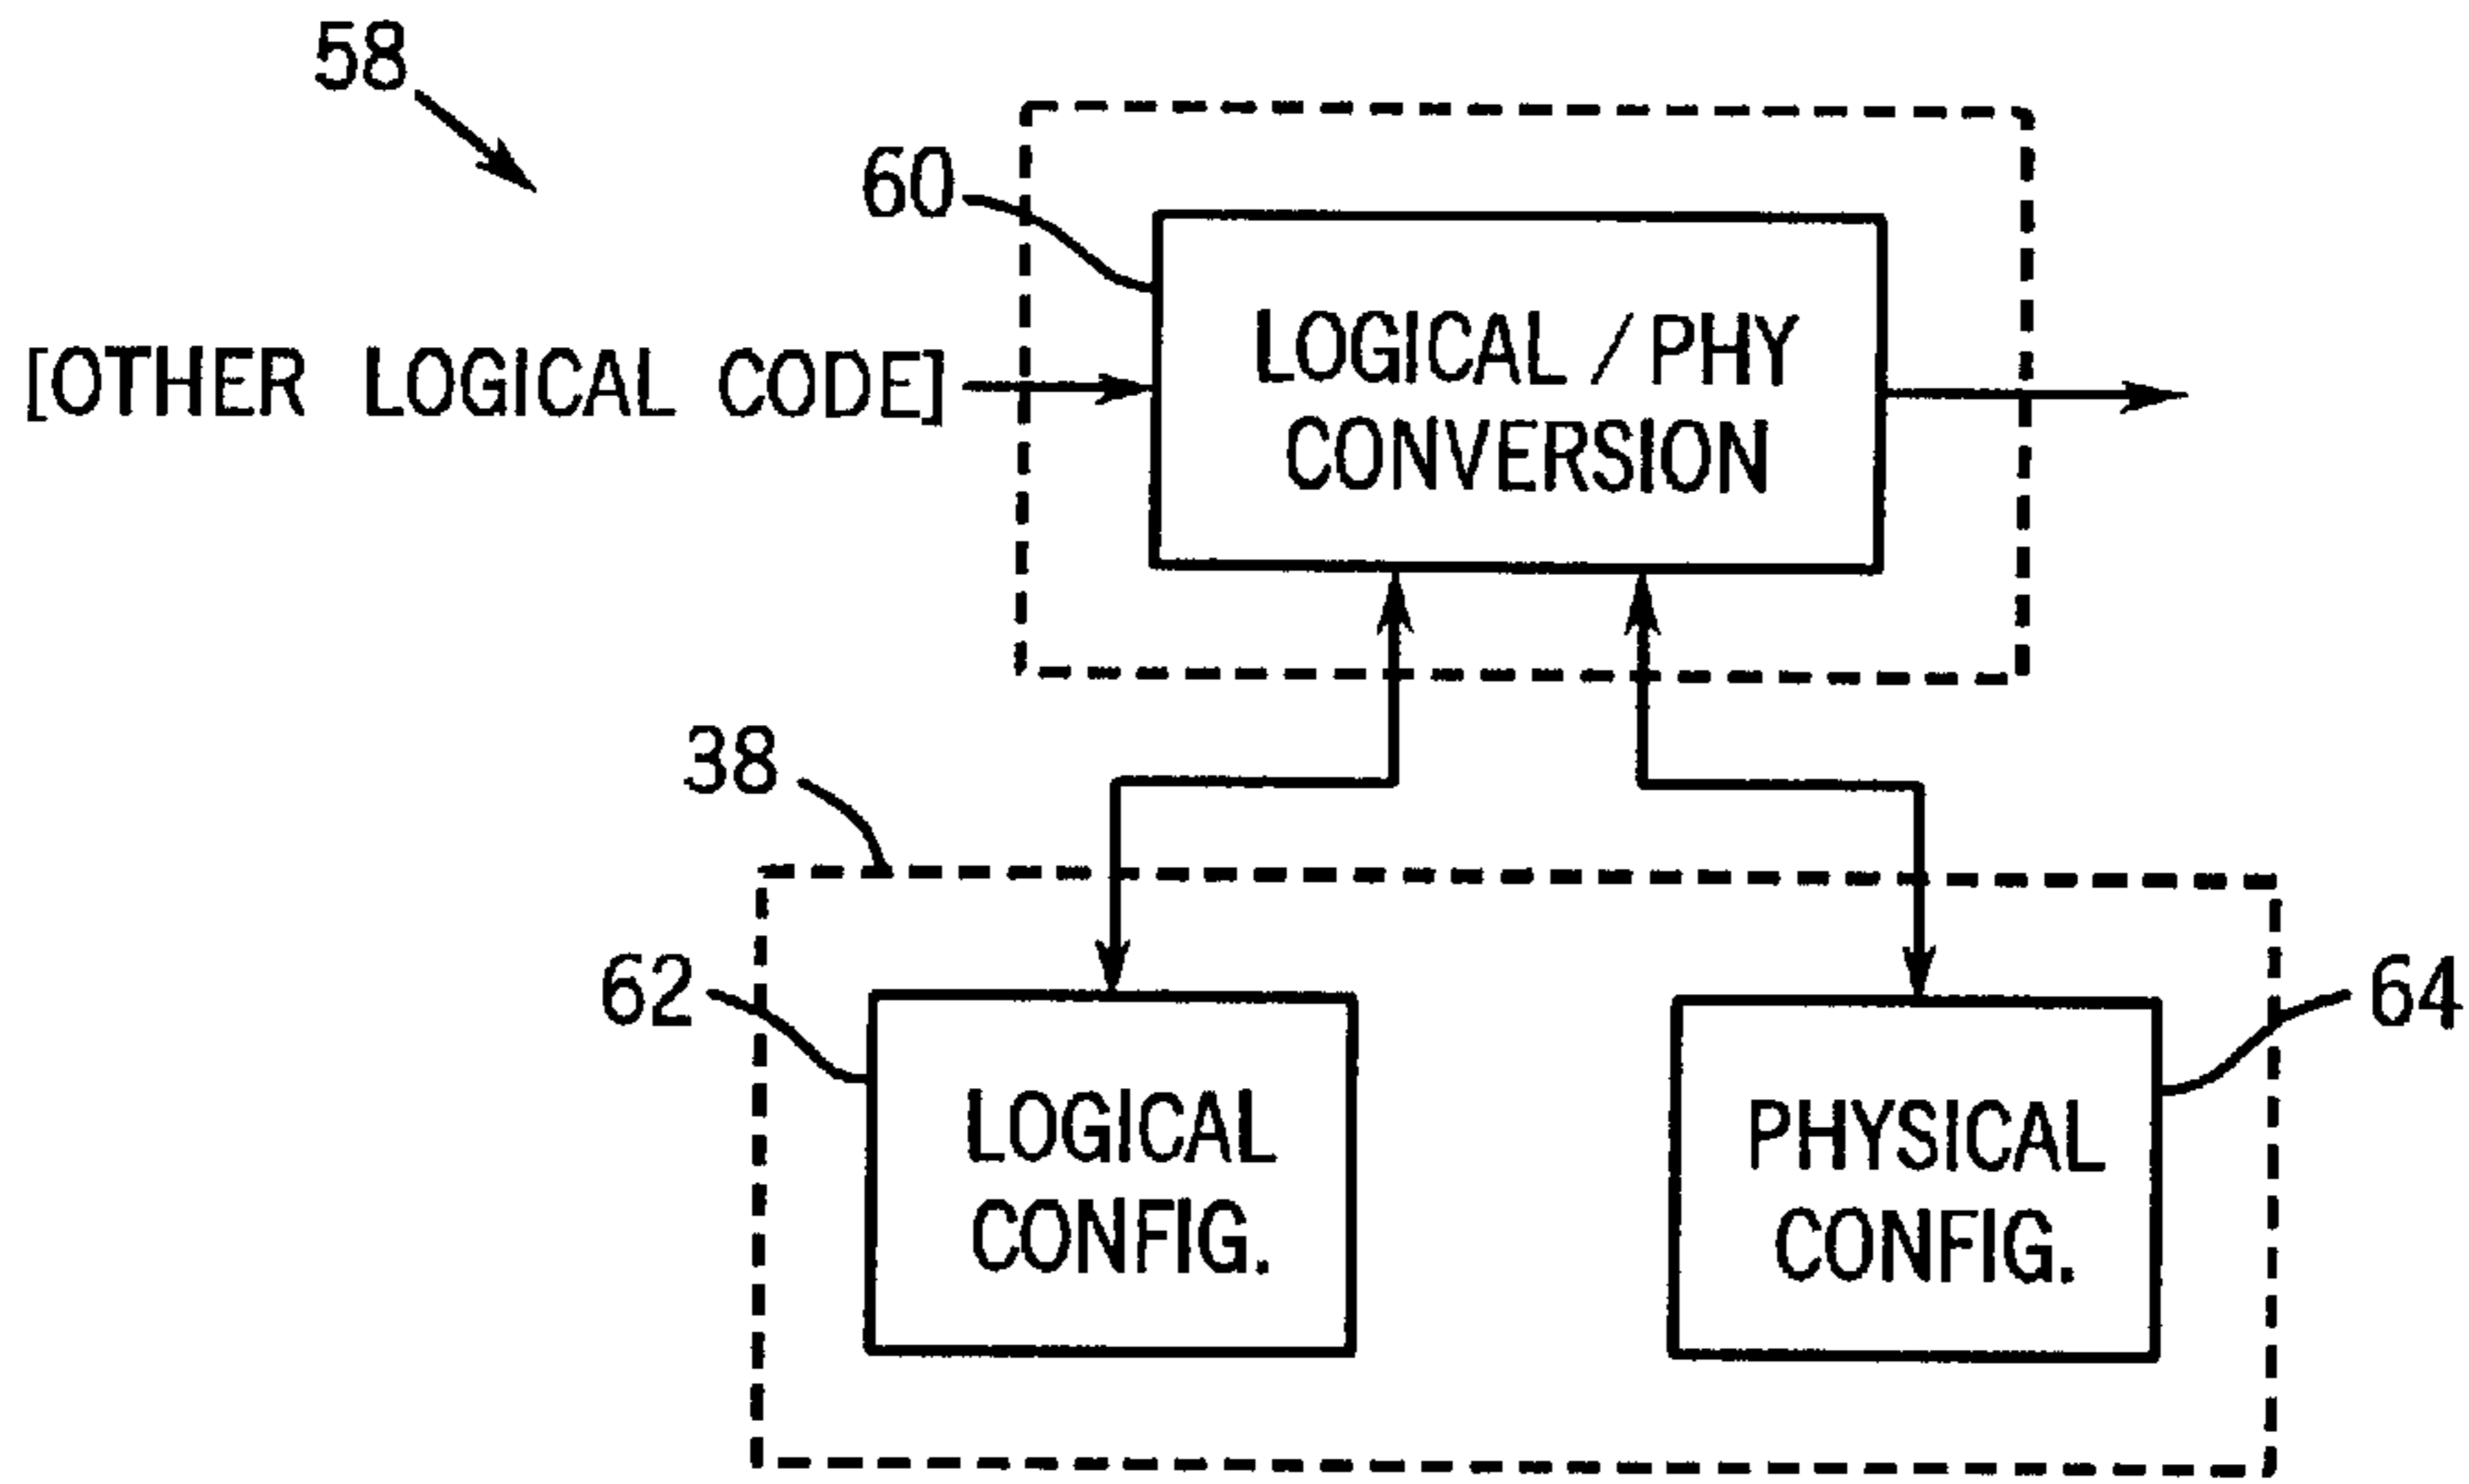 58
60
[OTHER LOGICAL CODE]
LOGICAL / PHY
CONVERSION
38
62
64
LOGICAL
CONFIG.
PHYSICAL
CONFIG.